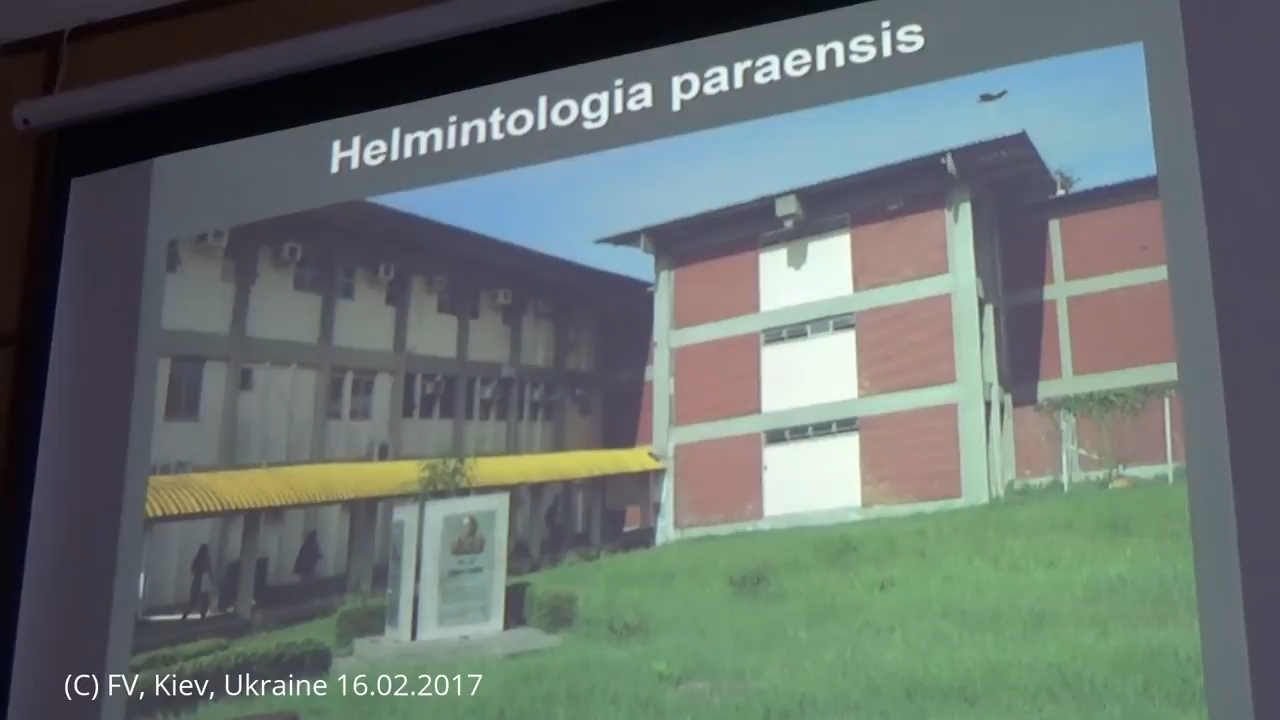 Helmintologia paraensis
(C) FV, Kiev, Ukraine 16.02.2017